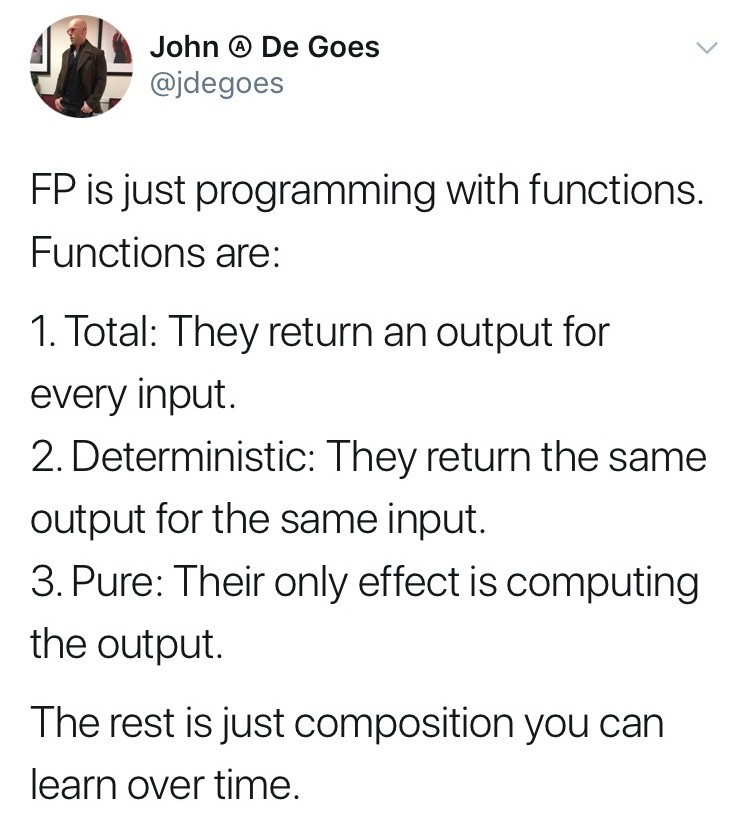 John Ⓐ De Goes
@jdegoes
FP is just programming with functions.
Functions are:
1. Total: They return an output for
every input.
2. Deterministic: They return the same
output for the same input.
3. Pure: Their only effect is computing
the output.
The rest is just composition you can
learn over time.